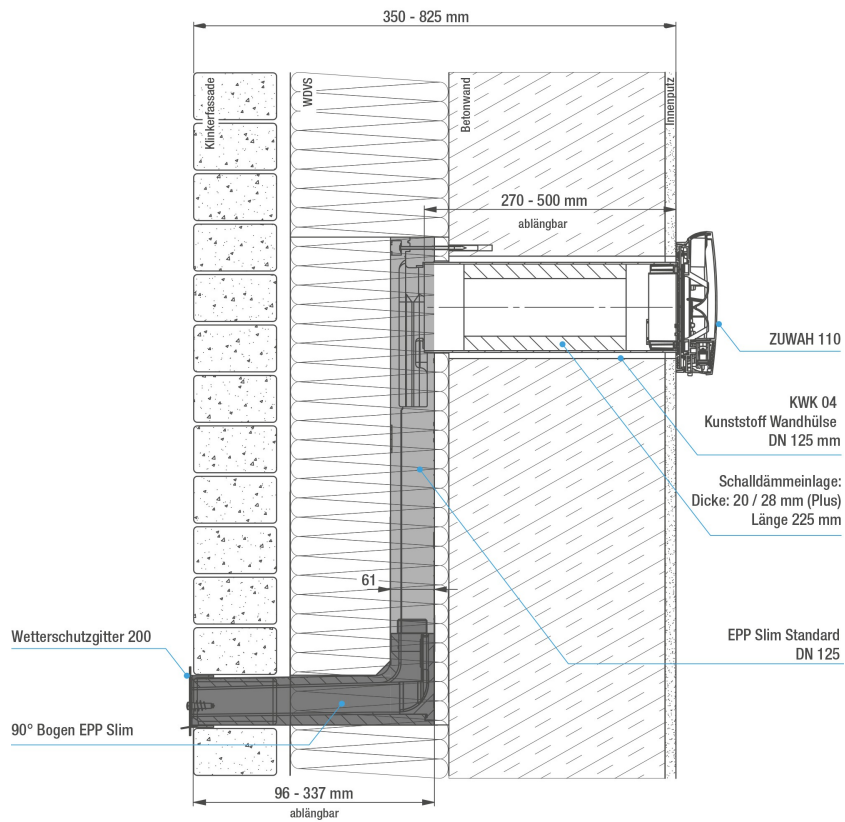 350 - 825 mm
Klinkerfassade
WDVS
Betonwand
Innenputz
270 - 500 mm
ablängbar
ZUWAH 110
KWK 04
Kunststoff Wandhülse
DN 125 mm
Schalldämmeinlage:
Dicke: 20 / 28 mm (Plus)
Länge 225 mm
61
Wetterschutzgitter 200
EPP Slim Standard
DN 125
90° Bogen EPP Slim
96 - 337 mm
ablängbar